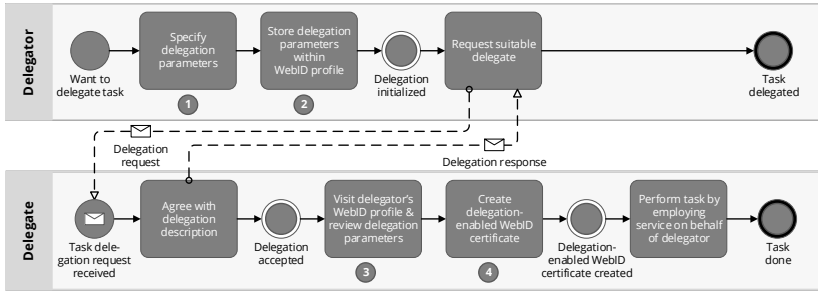 Delegator
Want to
delegate task
Specify
delegation
parameters
1
Store delegation
parameters
within
WebID profile
2
Delegation
initialized
Request suitable
delegate
Task
delegated
Delegation
request
Delegation response
Delegate
Task dele-
gation request
received
Agree with
delegation
description
Delegation
accepted
Visit delegator's
WebID profile &
review delegation
parameters
3
Create
delegation-
enabled WebID
certificate
4
Delegation-
enabled WebID
certificate created
Perform task by
employing
service on behalf
of delegator
Task
done